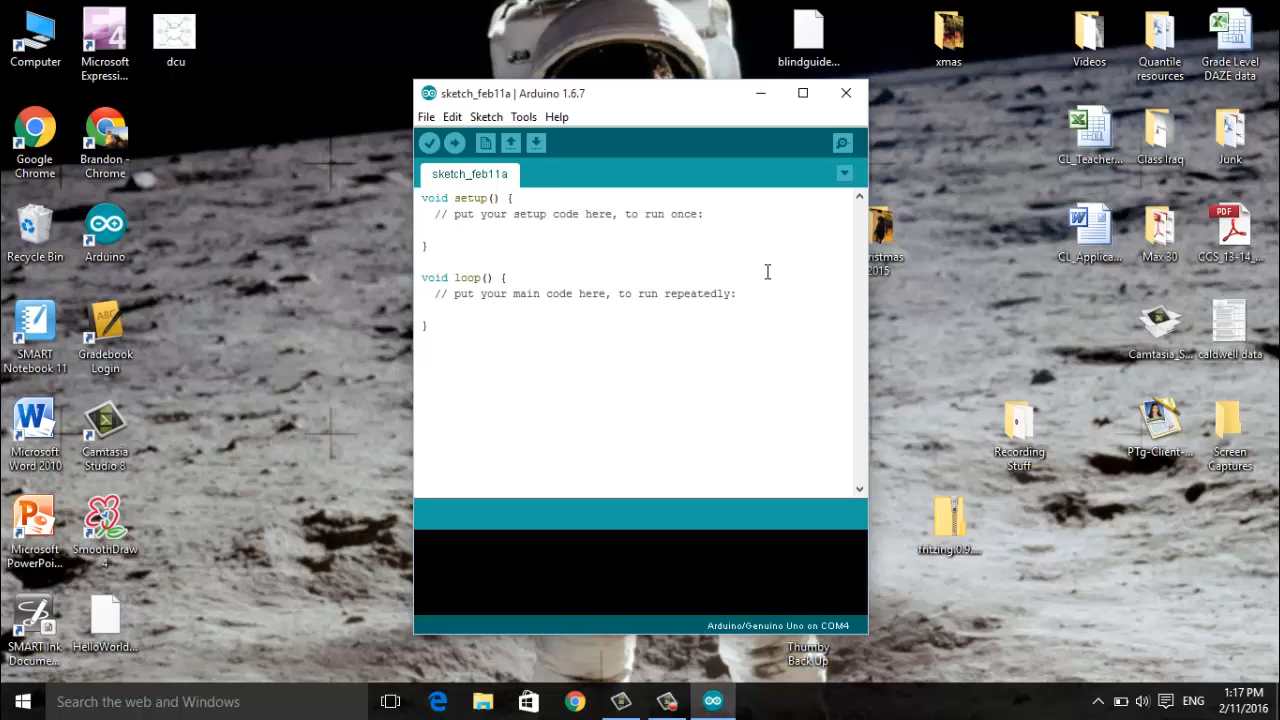 Computer
Microsoft
Expressi...
dcu
blindguide...
xmas
Videos
Quantile
resources
Grade Level
DAZE data
sketch_feb11a | Arduino 1.6.7
File Edit Sketch Tools Help
sketch_feb11a
void setup() {
// put your setup code here, to run once:
}
void loop() {
// put your main code here, to run repeatedly:
}
Arduino/Genuino Uno on COM4
Google
Chrome
Brandon -
Chrome
CL_Teacher...
Class Iraq
Junk
Recycle Bin
Arduino
2015
CL_Applica...
Max 30
PDF
CCS_13-14_...
SMART
Notebook 11
ABC
Gradebook
Login
Camtasia_S...
caldwell data
Microsoft
Word 2010
Camtasia
Studio 8
Recording
Stuff
PTg-Client-...
Screen
Captures
Microsoft
PowerPoi...
SmoothDraw
4
fritzing.0.9....
SMART Ink
Docume...
HelloWorld...
Thumby
Back Up
Search the web and Windows
ENG
1:17 PM
2/11/2016